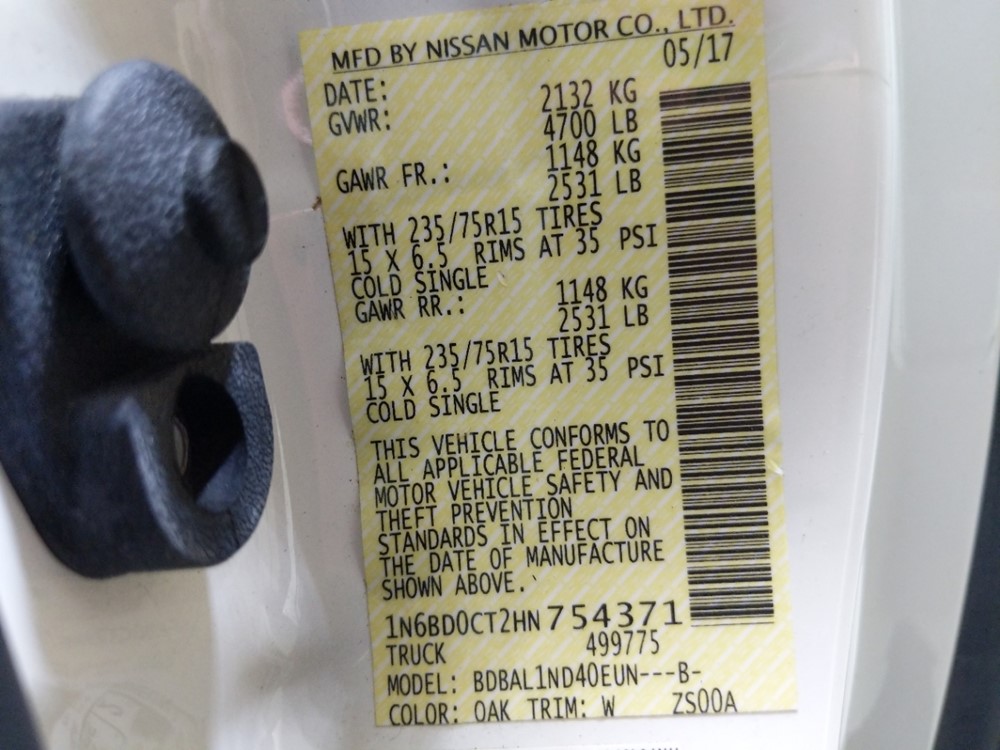 MFD BY NISSAN MOTOR CO., LTD.
DATE: 05/17
GVWR: 2132 KG
4700 LB
GAWR FR.: 1148 KG
2531 LB
WITH 235/75R15 TIRES
15 X 6.5 RIMS AT 35 PSI
COLD SINGLE
GAWR RR.: 1148 KG
2531 LB
WITH 235/75R15 TIRES
15 X 6.5 RIMS AT 35 PSI
COLD SINGLE
THIS VEHICLE CONFORMS TO
ALL APPLICABLE FEDERAL
MOTOR VEHICLE SAFETY AND
THEFT PREVENTION
STANDARDS IN EFFECT ON
THE DATE OF MANUFACTURE
SHOWN ABOVE.
1N6BD0CT2HN754371
TRUCK 499775
MODEL: BDBAL1ND40EUN---B-
COLOR: QAK TRIM: W ZS00A